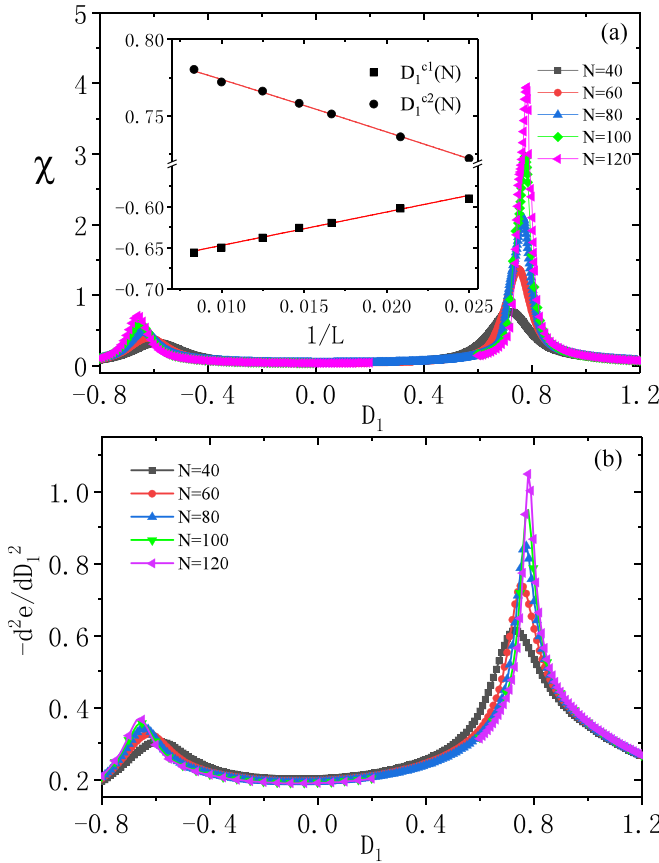 (a)
χ
5
4
3
2
1
0
0.80
0.75
-0.60
-0.65
-0.70
D₁ᶜ¹(N)
D₁ᶜ²(N)
0.010 0.015 0.020 0.025
1/L
N=40
N=60
N=80
N=100
N=120
-0.8 -0.4 0.0 0.4 0.8 1.2
D₁
(b)
-d²e/dD₁²
1.0
0.8
0.6
0.4
0.2
N=40
N=60
N=80
N=100
N=120
-0.8 -0.4 0.0 0.4 0.8 1.2
D₁